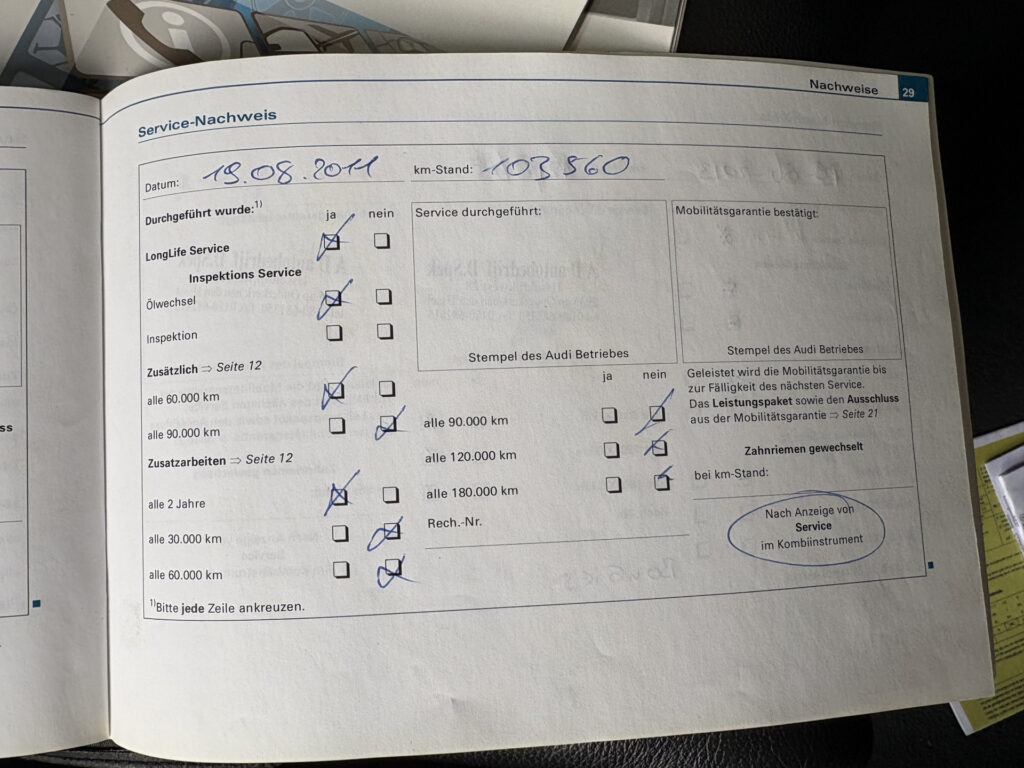 Nachweise 29
Service-Nachweis
Datum: 19.08.2011 km-Stand: 103 560
Durchgeführt wurde:1) ja nein
LongLife Service
Inspektions Service
Ölwechsel
Inspektion
Zusätzlich ⇒ Seite 12
alle 60.000 km
alle 90.000 km
Zusatzarbeiten ⇒ Seite 12
alle 2 Jahre
alle 30.000 km
alle 60.000 km
1)Bitte jede Zeile ankreuzen.
Service durchgeführt:
Stempel des Audi Betriebes
ja nein
alle 90.000 km
alle 120.000 km
alle 180.000 km
Rech.-Nr.
Mobilitätsgarantie bestätigt:
Stempel des Audi Betriebes
Geleistet wird die Mobilitätsgarantie bis
zur Fälligkeit des nächsten Service.
Das Leistungspaket sowie den Ausschluss
aus der Mobilitätsgarantie ⇒ Seite 21
Zahnriemen gewechselt
bei km-Stand:
Nach Anzeige von
Service
im Kombiinstrument